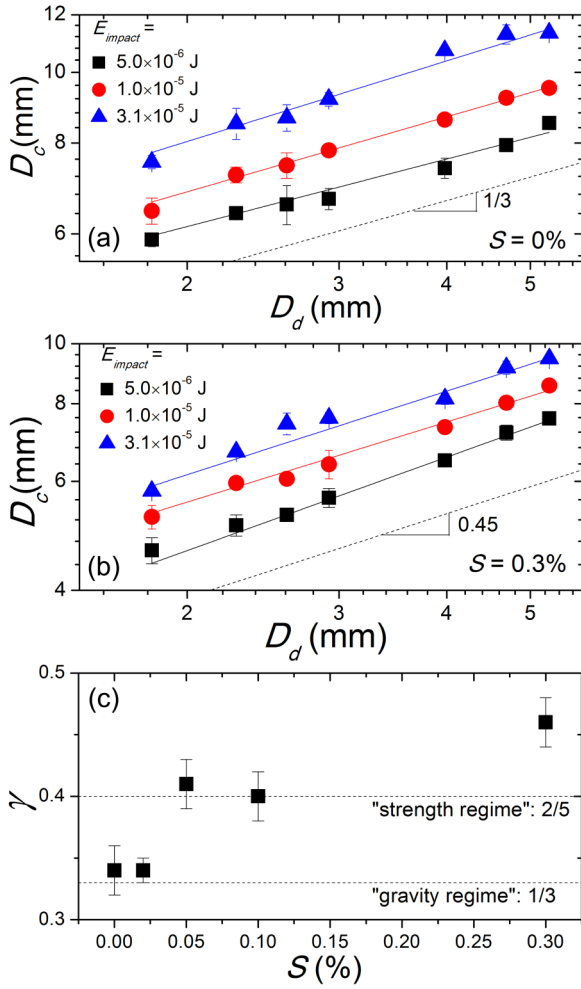 12
10
8
6
D_c (mm)
E_impact =
5.0×10⁻⁶ J
1.0×10⁻⁵ J
3.1×10⁻⁵ J
1/3
(a)
S = 0%
2 3 4 5
D_d (mm)
10
8
6
4
D_c (mm)
E_impact =
5.0×10⁻⁶ J
1.0×10⁻⁵ J
3.1×10⁻⁵ J
0.45
(b)
S = 0.3%
2 3 4 5
D_d (mm)
0.5
0.4
0.3
γ
(c)
"strength regime": 2/5
"gravity regime": 1/3
0.00 0.05 0.10 0.15 0.20 0.25 0.30
S (%)